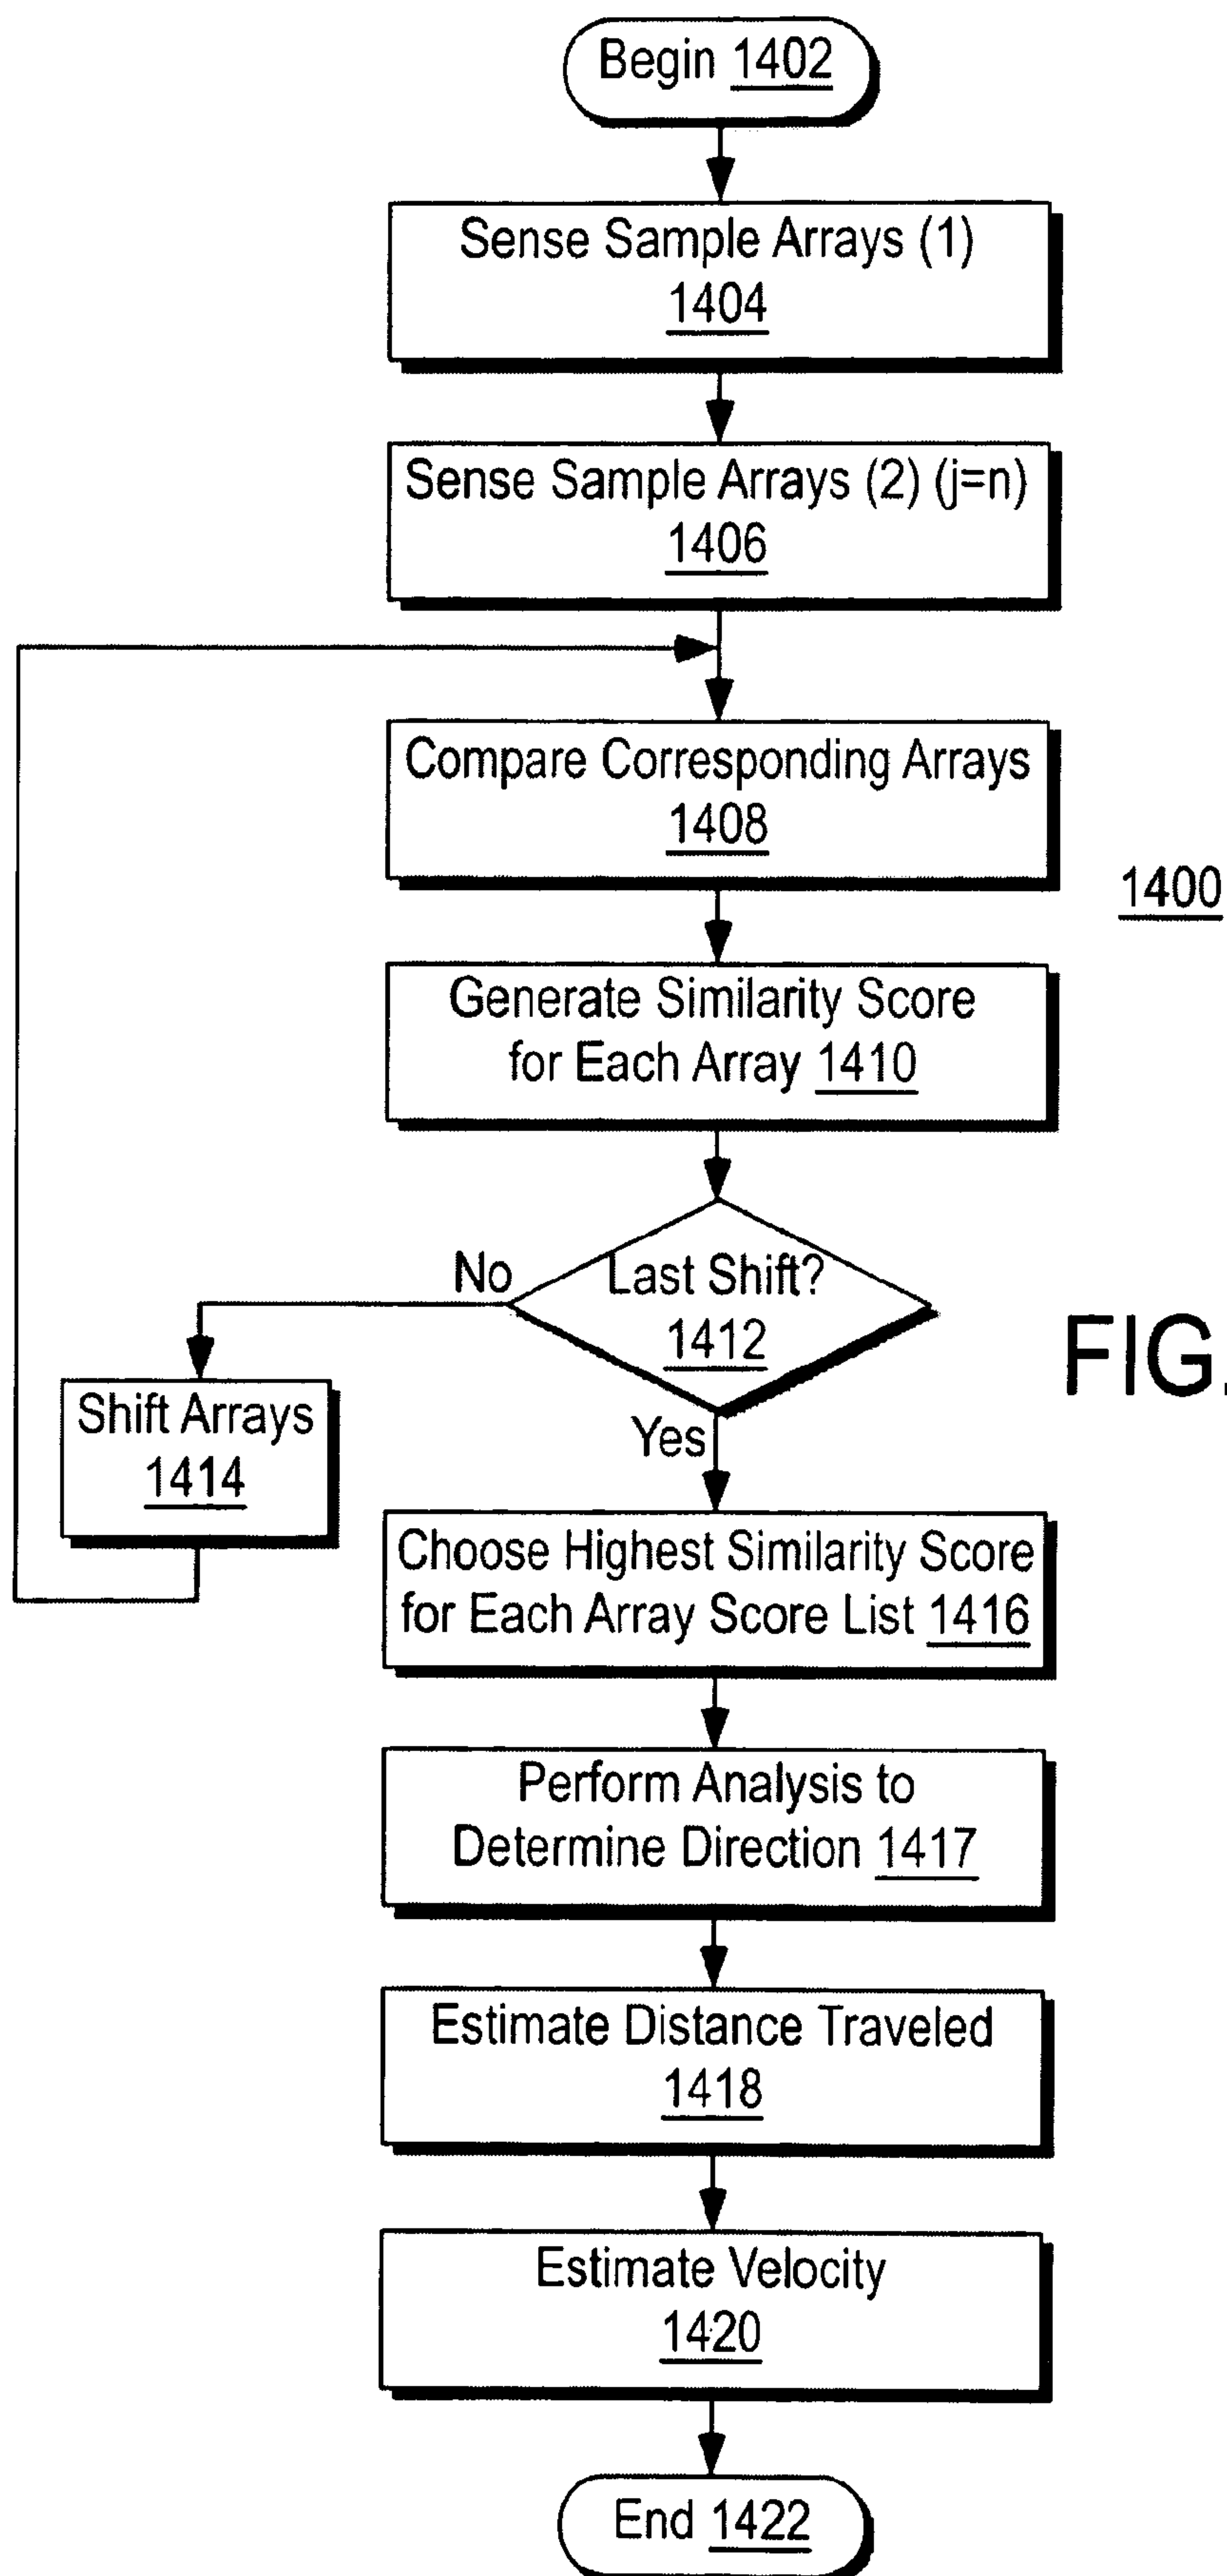 Begin 1402
Sense Sample Arrays (1)
1404
Sense Sample Arrays (2) (j=n)
1406
Compare Corresponding Arrays
1408
1400
Generate Similarity Score
for Each Array 1410
No
Last Shift?
1412
FIG.
Shift Arrays
1414
Yes
Choose Highest Similarity Score
for Each Array Score List 1416
Perform Analysis to
Determine Direction 1417
Estimate Distance Traveled
1418
Estimate Velocity
1420
End 1422